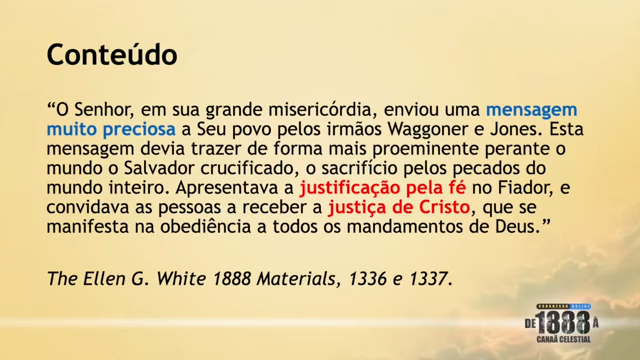 Conteúdo
“O Senhor, em sua grande misericórdia, enviou uma mensagem
muito preciosa a Seu povo pelos irmãos Waggoner e Jones. Esta
mensagem devia trazer de forma mais proeminente perante o
mundo o Salvador crucificado, o sacrifício pelos pecados do
mundo inteiro. Apresentava a justificação pela fé no Fiador, e
convidava as pessoas a receber a justiça de Cristo, que se
manifesta na obediência a todos os mandamentos de Deus.”
The Ellen G. White 1888 Materials, 1336 e 1337.
CONGRESSO ONLINE
DE 1888 À
CANAÃ CELESTIAL